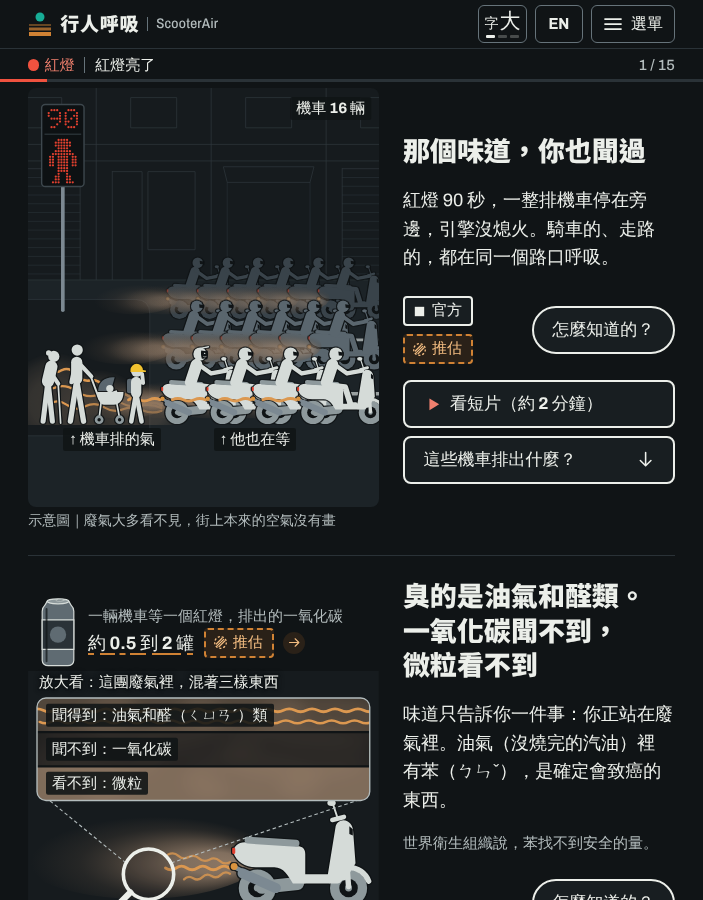 行人呼吸 | ScooterAir
字大
EN
選單
紅燈 | 紅燈亮了
1 / 15
機車 16 輛
90
↑機車排的氣
↑他也在等
示意圖｜廢氣大多看不見，街上本來的空氣沒有畫
那個味道，你也聞過
紅燈 90 秒，一整排機車停在旁
邊，引擎沒熄火。騎車的、走路
的，都在同一個路口呼吸。
官方
推估
怎麼知道的？
看短片（約 2 分鐘）
這些機車排出什麼？ ↓
一輛機車等一個紅燈，排出的一氧化碳
約 0.5 到 2 罐
推估
→
放大看：這團廢氣裡，混著三樣東西
聞得到：油氣和醛（ㄑㄩㄢˊ）類
聞不到：一氧化碳
看不到：微粒
臭的是油氣和醛類。
一氧化碳聞不到，
微粒看不到
味道只告訴你一件事：你正站在廢
氣裡。油氣（沒燒完的汽油）裡
有苯（ㄅㄣˇ），是確定會致癌的
東西。
世界衛生組織說，苯找不到安全的量。
怎麼知道的？